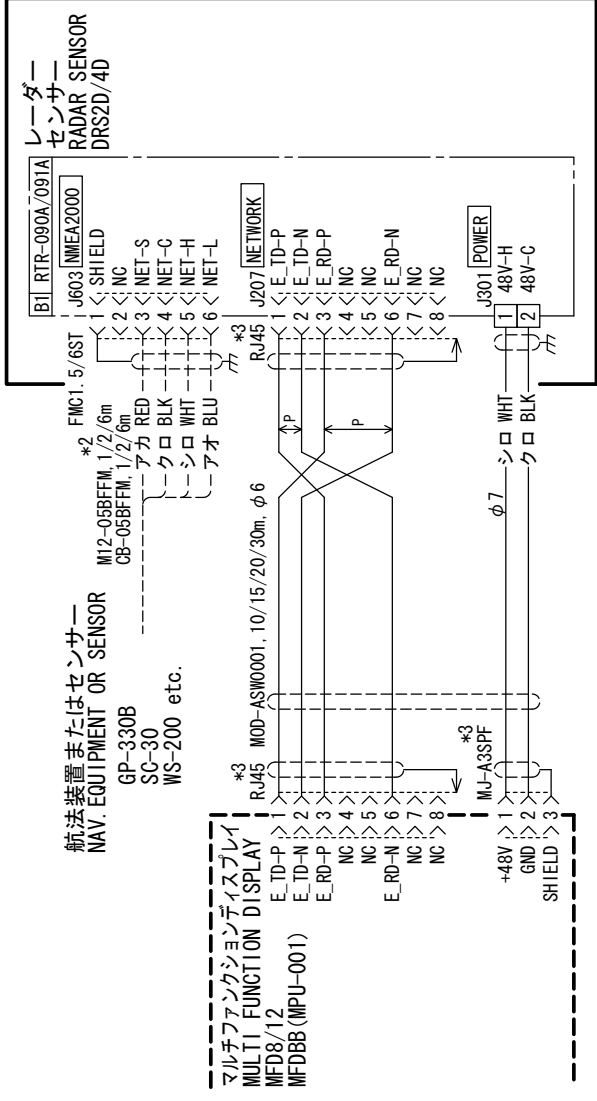 レーダー
センサー
RADAR SENSOR
DRS2D/4D
B1 RTR-090A/091A
J603 NMEA2000
FMC1.5/6ST
1 SHIELD
2 NC
3 NET-S
4 NET-C
5 NET-H
6 NET-L
*2
M12-05BFFM, 1/2/6m
CB-05BFFM, 1/2/6m
アカ RED
クロ BLK
シロ WHT
アオ BLU
航法装置またはセンサー
NAV. EQUIPMENT OR SENSOR
GP-330B
SC-30
WS-200 etc.
J207 NETWORK
*3
RJ45
1 E_TD-P
2 E_TD-N
3 E_RD-P
4 NC
5 NC
6 E_RD-N
7 NC
8 NC
P
P
MOD-ASW0001, 10/15/20/30m, φ6
*3
RJ45
マルチファンクションディスプレイ
MULTI FUNCTION DISPLAY
MFD8/12
MFDBB(MPU-001)
E_TD-P 1
E_TD-N 2
E_RD-P 3
NC 4
NC 5
E_RD-N 6
NC 7
NC 8
*3
MJ-A3SPF
+48V 1
GND 2
SHIELD 3
φ7
シロ WHT
クロ BLK
J301 POWER
1 48V-H
2 48V-C